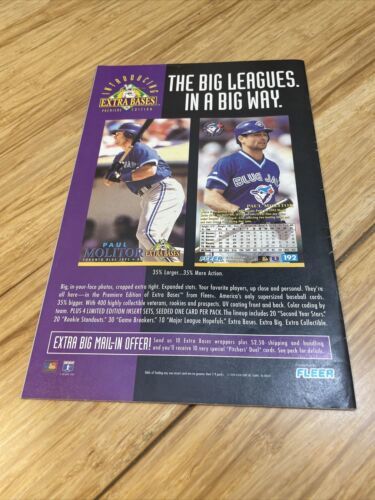 INTRODUCING
EXTRA BASES
PREMIERE EDITION
THE BIG LEAGUES.
IN A BIG WAY.
PAUL
MOLITOR
TORONTO BLUE JAYS
EXTRA BASES
BLUE JAYS
PAUL MOLITOR
FLEER
192
35% Larger...35% More Action.
Big, in-your-face photos, cropped extra tight. Expanded stats. Your favorite players, up close and personal. They're
all here—in the Premiere Edition of Extra Bases from Fleer. America's only supersized baseball cards.
35% bigger. With 400 highly collectible veterans, rookies and prospects. UV coating front and back. Color coding by
team. PLUS 4 LIMITED EDITION INSERT SETS, SEEDED ONE CARD PER PACK. The lineup includes 20 "Second Year Stars."
20 "Rookie Standouts." 30 "Game Breakers." 10 "Major League Hopefuls." Extra Bases. Extra Big. Extra Collectible.
EXTRA BIG MAIL-IN OFFER!
Send us 10 Extra Bases wrappers plus $2.50 shipping and handling
and you'll receive 10 very special "Pitchers' Duel" cards. See pack for details.
FLEER